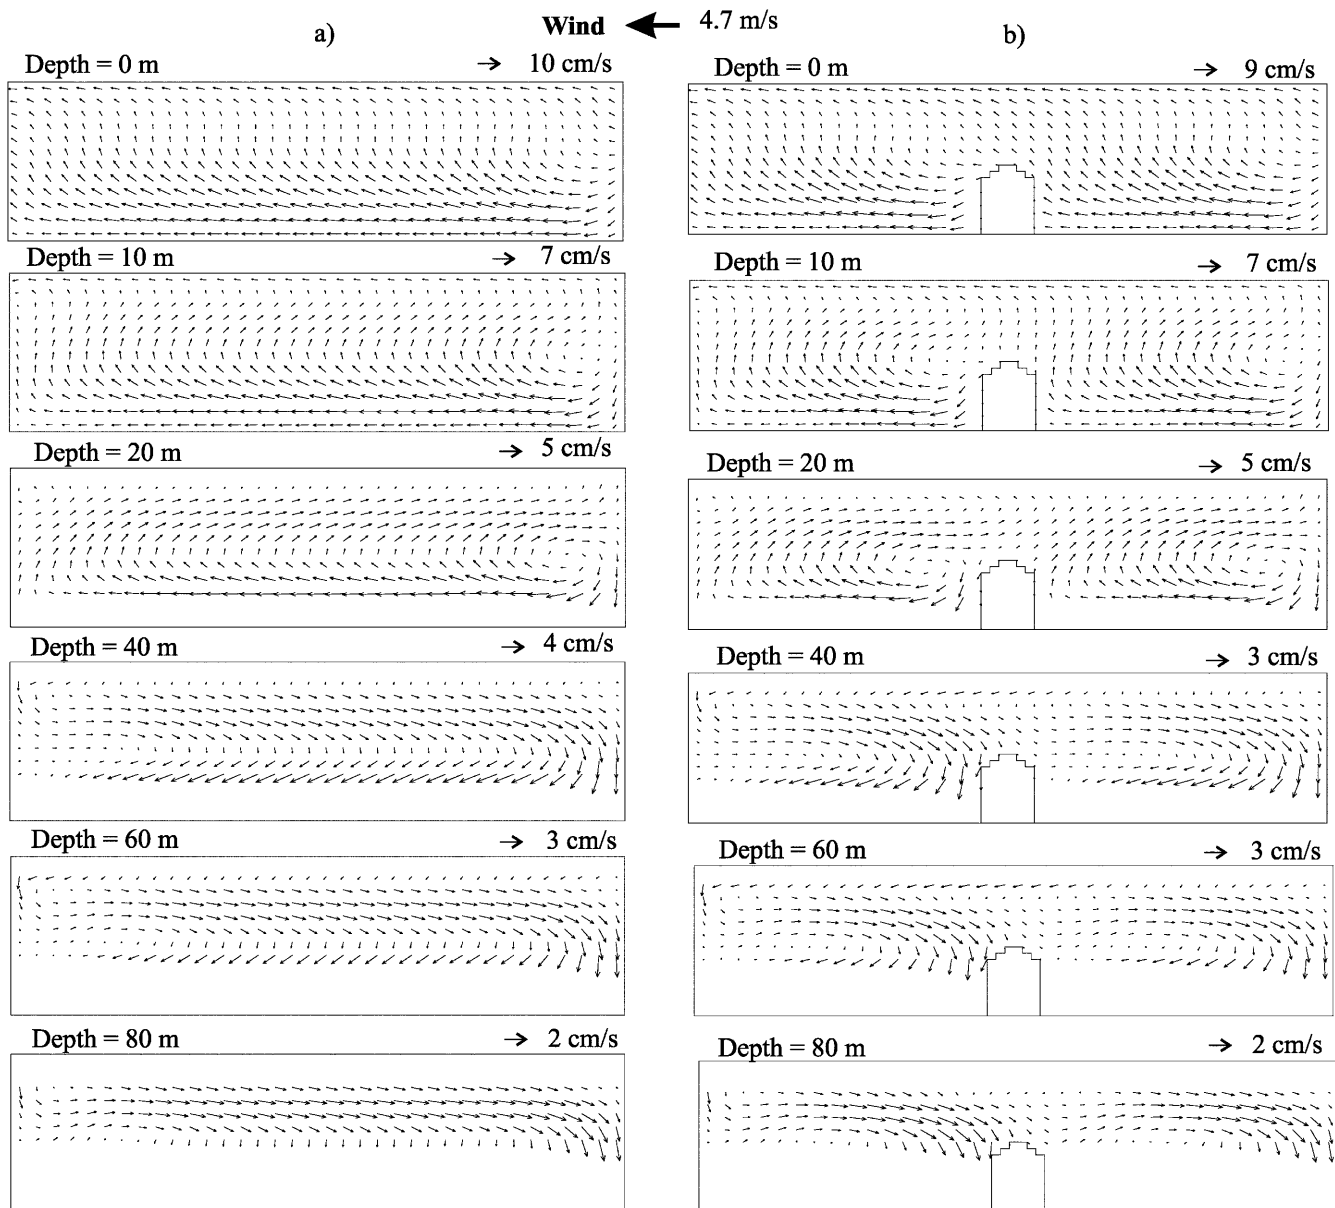 a)
Wind
4.7 m/s
b)
Depth = 0 m
10 cm/s
Depth = 0 m
9 cm/s
Depth = 10 m
7 cm/s
Depth = 10 m
7 cm/s
Depth = 20 m
5 cm/s
Depth = 20 m
5 cm/s
Depth = 40 m
4 cm/s
Depth = 40 m
3 cm/s
Depth = 60 m
3 cm/s
Depth = 60 m
3 cm/s
Depth = 80 m
2 cm/s
Depth = 80 m
2 cm/s